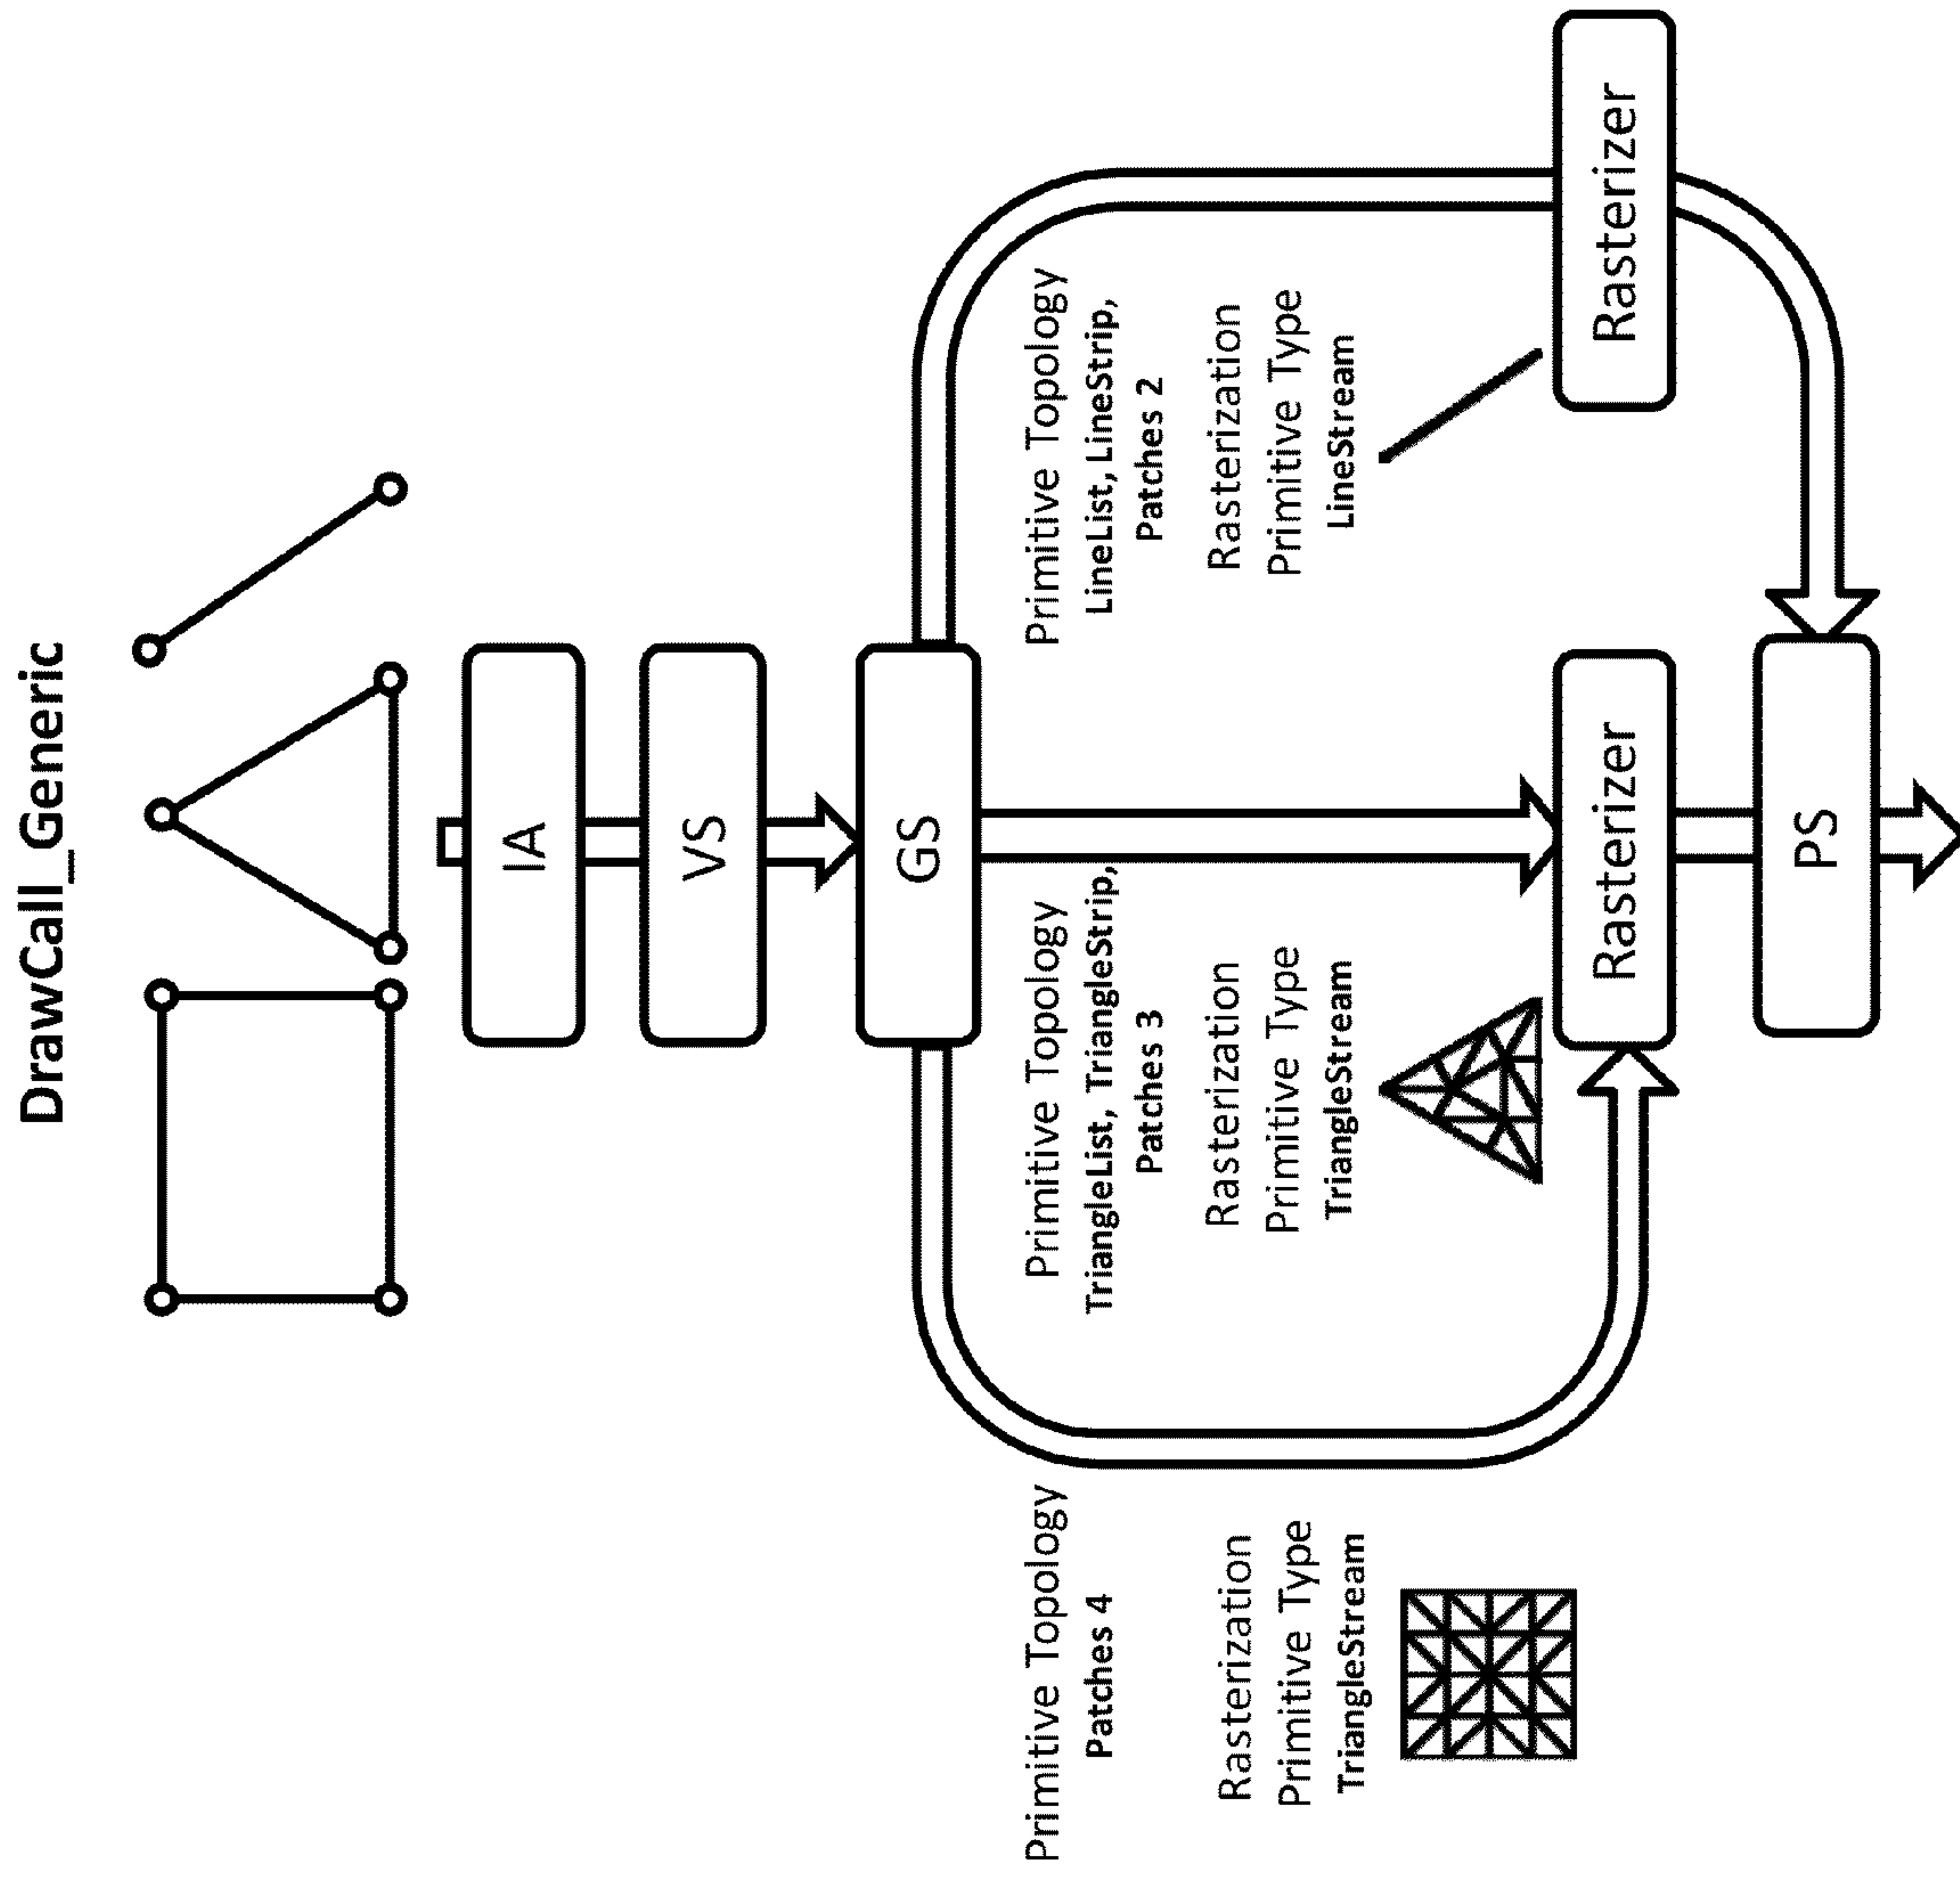 DrawCall_Generic
IA
VS
GS
Primitive Topology
Patches 4
Rasterization
Primitive Type
TriangleStream
Primitive Topology
TriangleList, TriangleStrip,
Patches 3
Rasterization
Primitive Type
TriangleStream
Primitive Topology
LineList, LineStrip,
Patches 2
Rasterization
Primitive Type
LineStream
Rasterizer
Rasterizer
PS